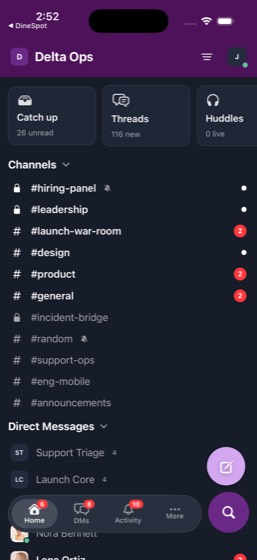 2:52
◀ DineSpot
D Delta Ops J
Catch up
26 unread
Threads
116 new
Huddles
0 live
Channels
#hiring-panel
#leadership
# #launch-war-room 2
# #design
# #product 2
# #general 2
#incident-bridge
# #random
# #support-ops
# #eng-mobile
# #announcements
Direct Messages
ST Support Triage 4
LC Launch Core 4
6 8 10
Home DMs Activity More
Nora Bennett
Lena Ortiz